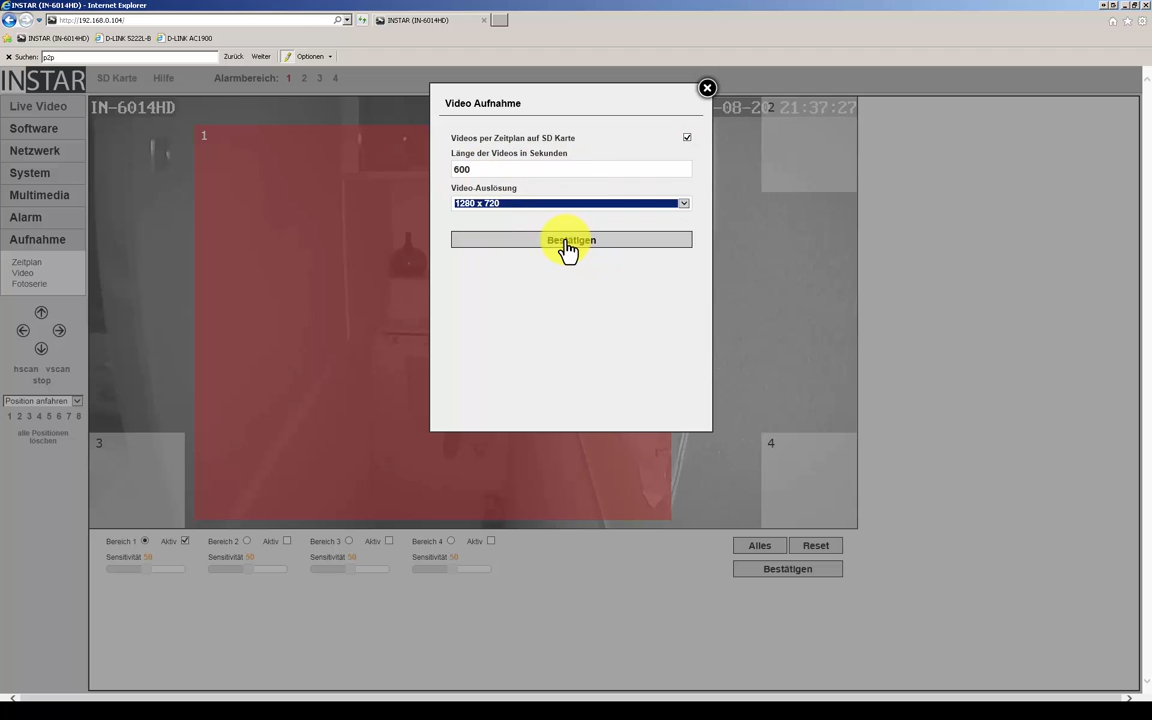 INSTAR (IN-6014HD) - Internet Explorer
http://192.168.0.104/
INSTAR (IN-6014HD)
INSTAR (IN-6014HD) D-LINK 5222L-B D-LINK AC1900
Suchen: p2p Zurück Weiter Optionen
INSTAR SD Karte Hilfe Alarmbereich: 1 2 3 4
Live Video
Software
Netzwerk
System
Multimedia
Alarm
Aufnahme
Zeitplan
Video
Fotoserie
hscan vscan
stop
Position anfahren
1 2 3 4 5 6 7 8
alle Positionen
löschen
IN-6014HD
-08-20 21:37:27
1
2
3
4
Video Aufnahme
Videos per Zeitplan auf SD Karte
Länge der Videos in Sekunden
600
Video-Auslösung
1280 x 720
Bestätigen
Bereich 1 Aktiv Bereich 2 Aktiv Bereich 3 Aktiv Bereich 4 Aktiv
Sensitivität 50 Sensitivität 50 Sensitivität 50 Sensitivität 50
Alles Reset
Bestätigen